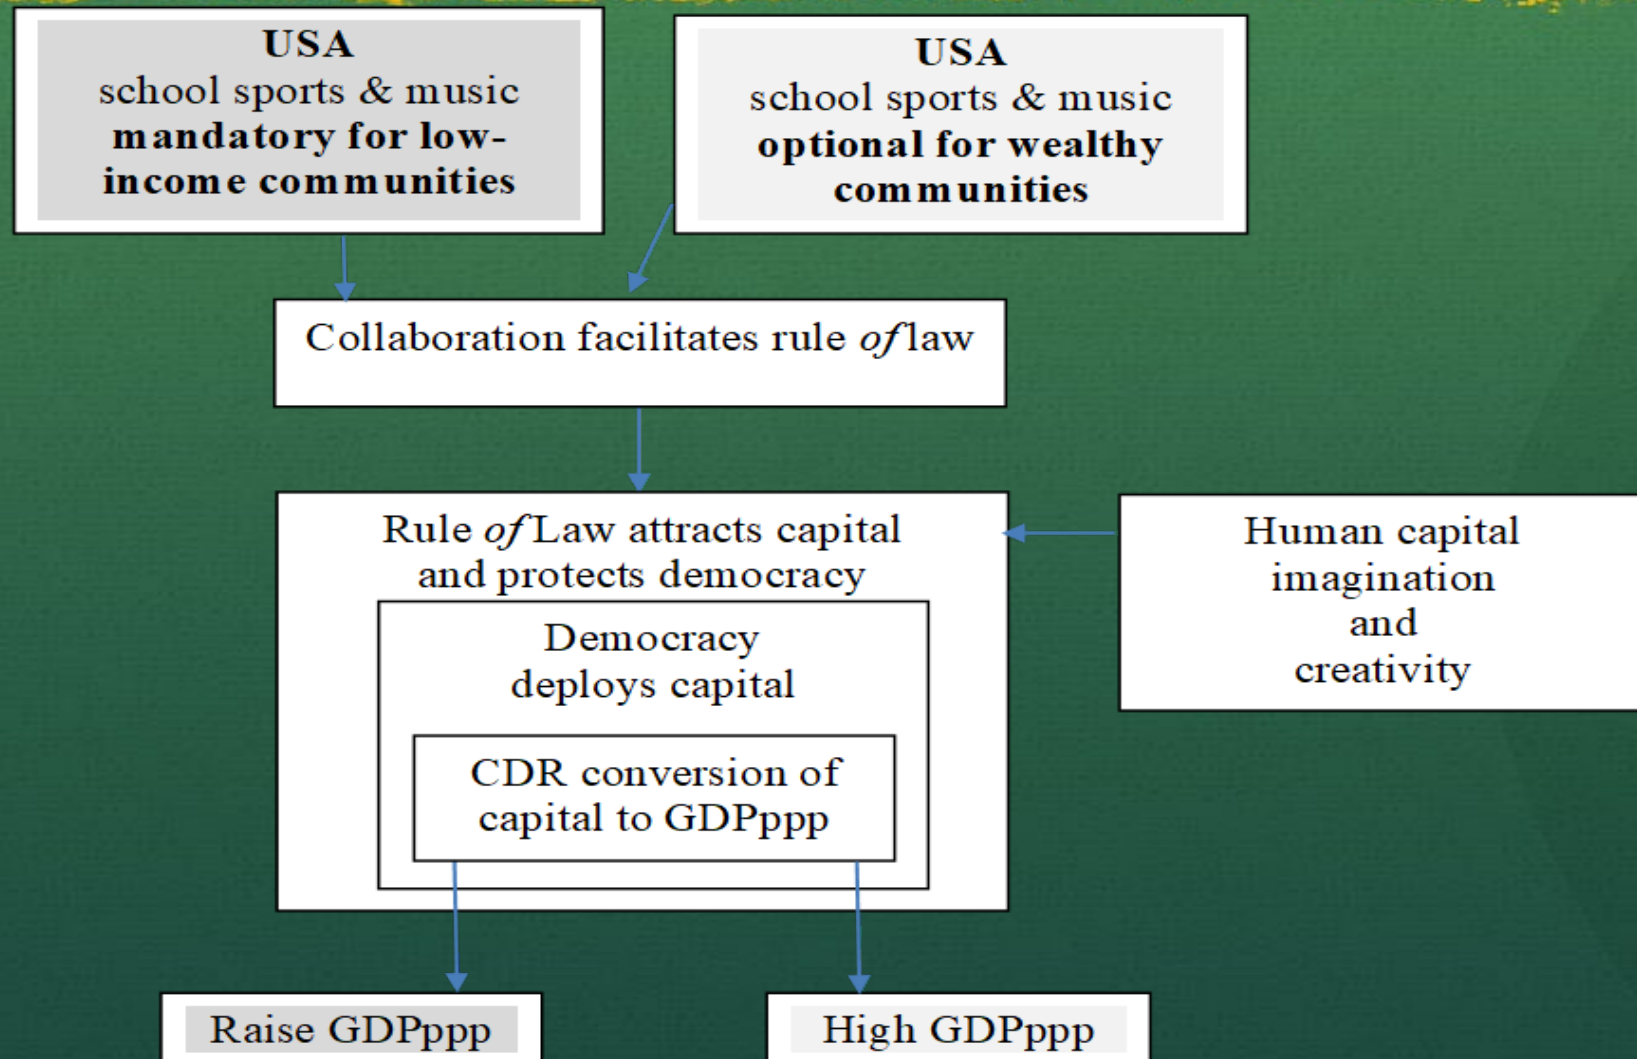 USA
school sports & music
mandatory for low-
income communities
USA
school sports & music
optional for wealthy
communities
Collaboration facilitates rule of law
Rule of Law attracts capital
and protects democracy
Human capital
imagination
and
creativity
Democracy
deploys capital
CDR conversion of
capital to GDPppp
Raise GDPppp
High GDPppp